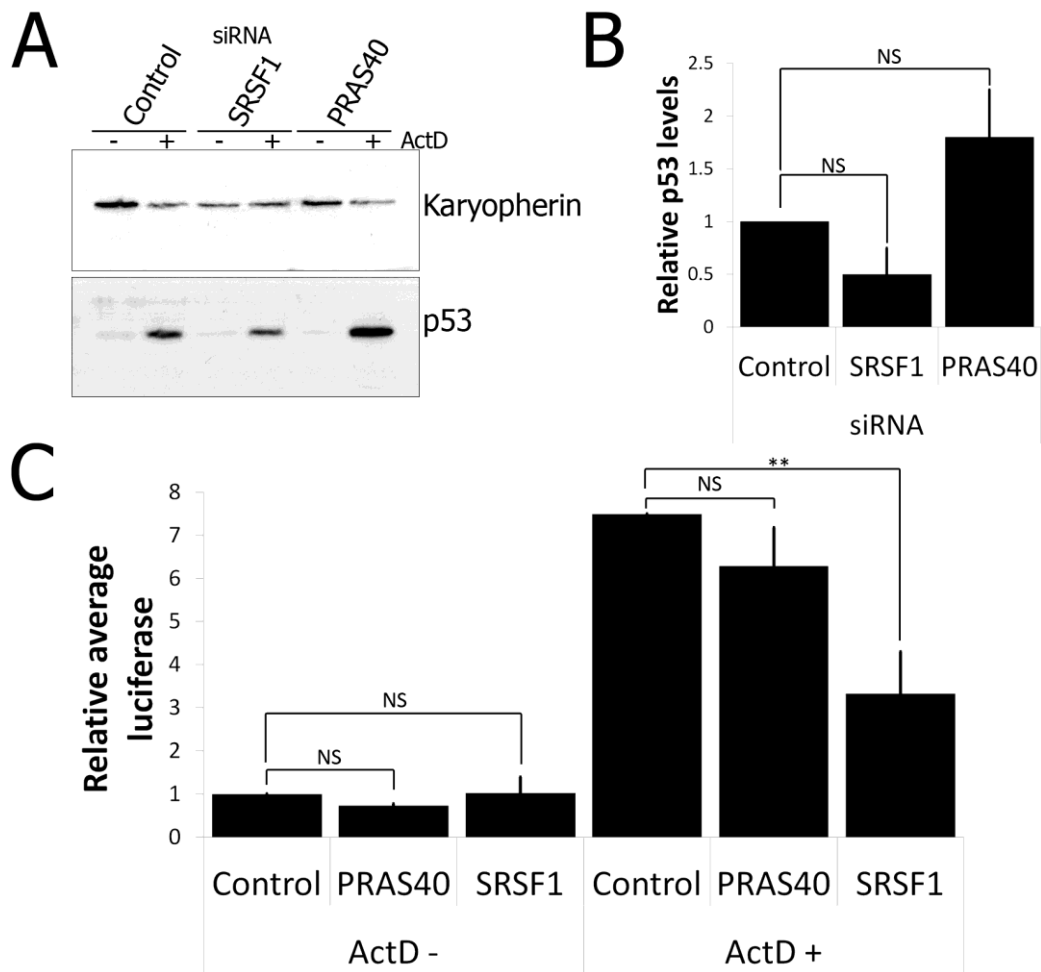 A
siRNA
Control SRSF1 PRAS40
- + - + - + ActD
Karyopherin
p53
B
Relative p53 levels
2.5
2
1.5
1
0.5
0
NS
NS
Control SRSF1 PRAS40
siRNA
C
Relative average
luciferase
8
7
6
5
4
3
2
1
0
NS
NS
**
NS
Control PRAS40 SRSF1 Control PRAS40 SRSF1
ActD - ActD +